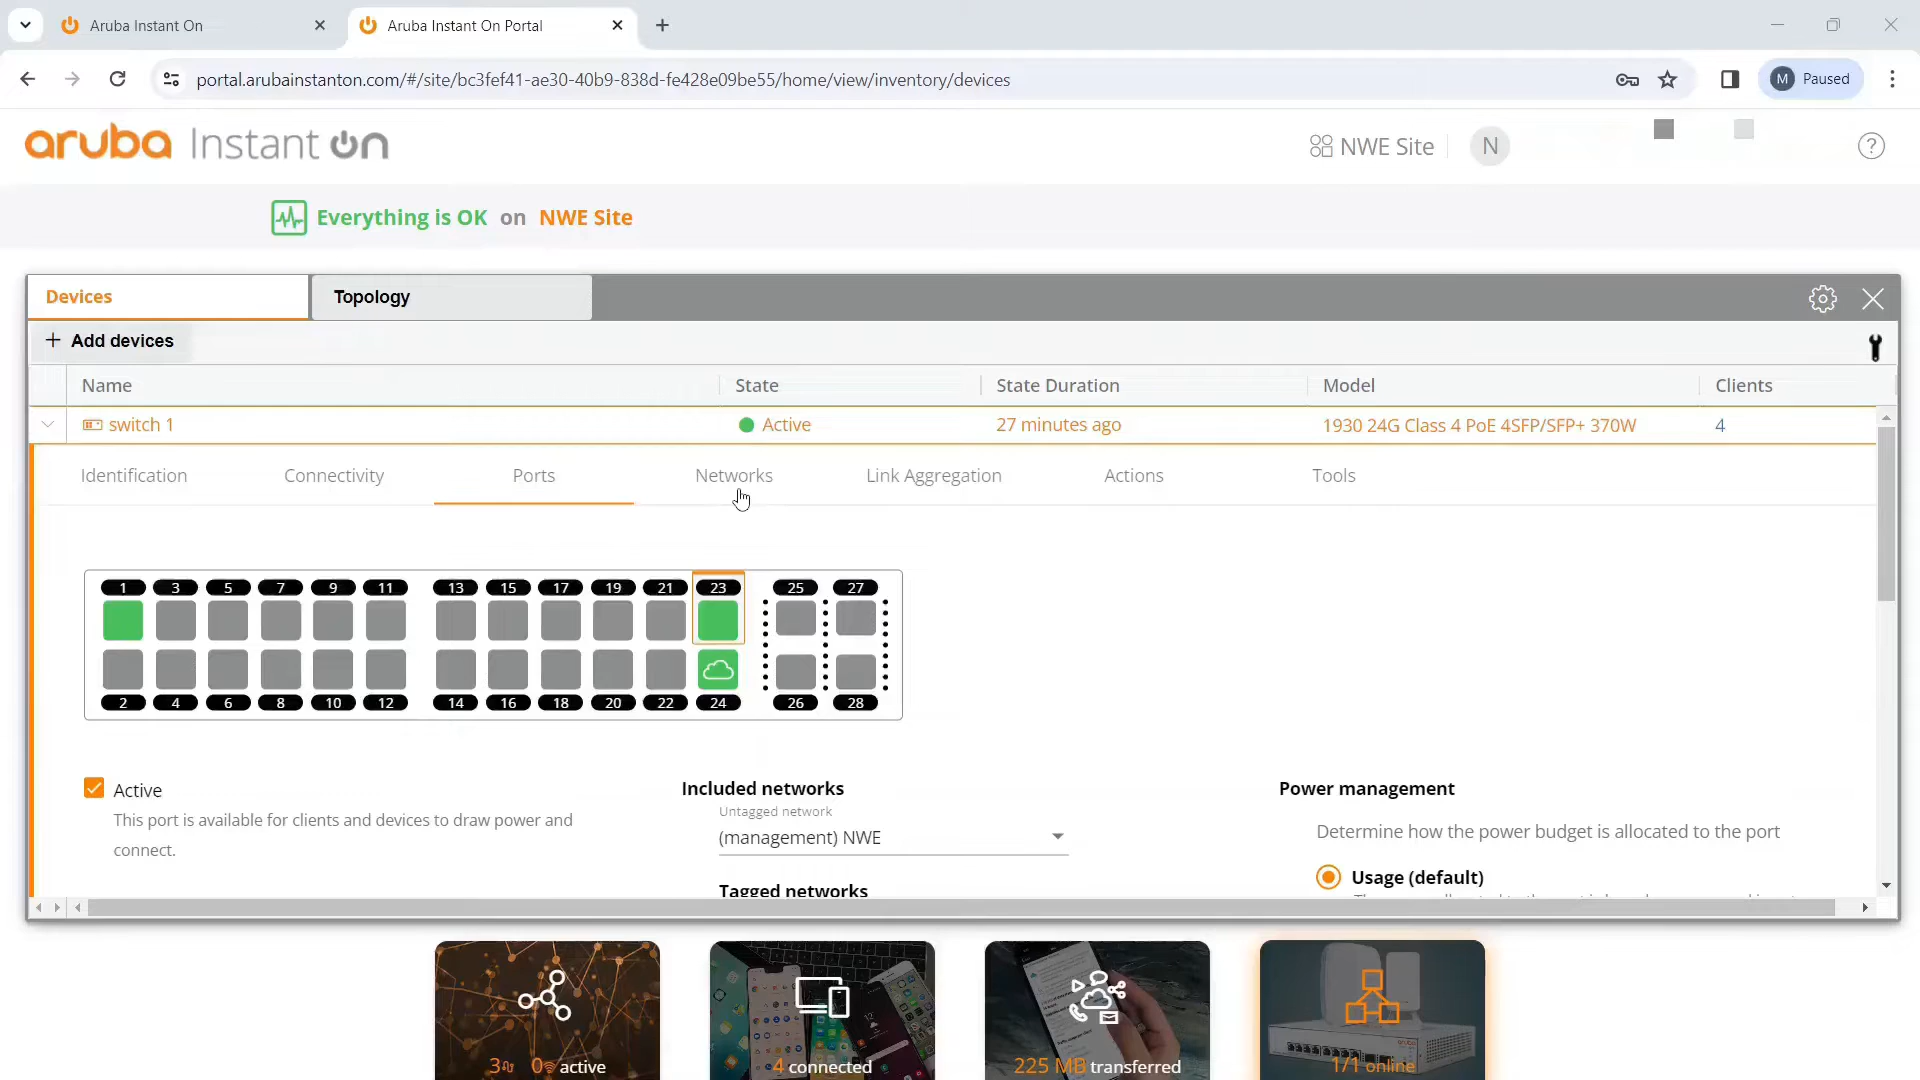 Aruba Instant On
Aruba Instant On Portal
portal.arubainstanton.com/#/site/bc3fef41-ae30-40b9-838d-fe428e09be55/home/view/inventory/devices
M Paused
aruba Instant On
NWE Site N ?
Everything is OK on NWE Site
Devices Topology
+ Add devices
Name State State Duration Model Clients
switch 1 Active 27 minutes ago 1930 24G Class 4 PoE 4SFP/SFP+ 370W 4
Identification Connectivity Ports Networks Link Aggregation Actions Tools
1 3 5 7 9 11 13 15 17 19 21 23 25 27
2 4 6 8 10 12 14 16 18 20 22 24 26 28
Active
This port is available for clients and devices to draw power and
connect.
Included networks
Untagged network
(management) NWE
Tagged networks
Power management
Determine how the power budget is allocated to the port
Usage (default)
3 0 active
4 connected
225 MB transferred
1/1 online